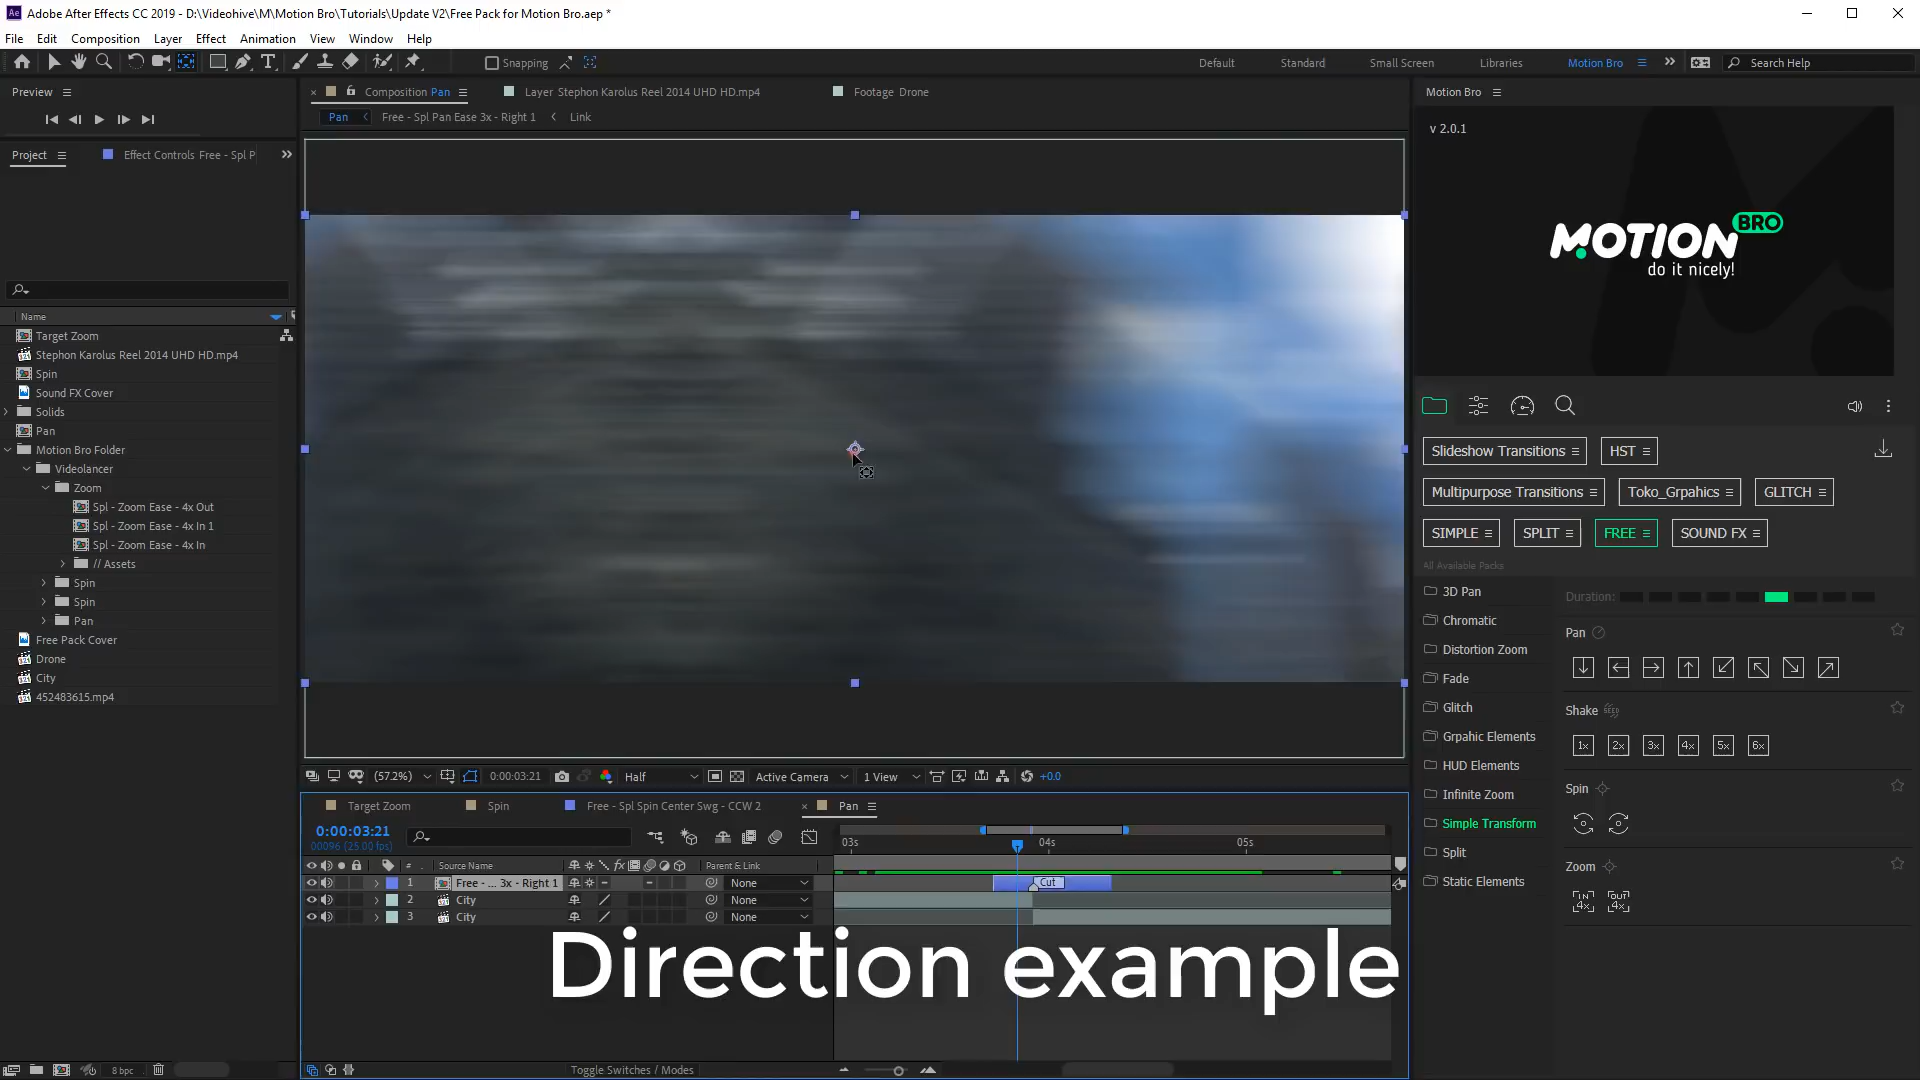 Adobe After Effects CC 2019 - D:\Videohive\M\Motion Bro\Tutorials\Update V2\Free Pack for Motion Bro.aep *
File Edit Composition Layer Effect Animation View Window Help
Snapping
Default Standard Small Screen Libraries Motion Bro Search Help
Preview
Composition Pan
Layer Stephon Karolus Reel 2014 UHD HD.mp4
Footage Drone
Motion Bro
Pan Free - Spl Pan Ease 3x - Right 1 Link
v 2.0.1
Project
Effect Controls Free - Spl P
MOTION BRO
do it nicely!
Name
Target Zoom
Stephon Karolus Reel 2014 UHD HD.mp4
Spin
Sound FX Cover
Solids
Pan
Motion Bro Folder
Videolancer
Zoom
Spl - Zoom Ease - 4x Out
Spl - Zoom Ease - 4x In 1
Spl - Zoom Ease - 4x In
// Assets
Spin
Spin
Pan
Free Pack Cover
Drone
City
452483615.mp4
Slideshow Transitions HST
Multipurpose Transitions Toko_Grpahics GLITCH
SIMPLE SPLIT FREE SOUND FX
All Available Packs
3D Pan
Chromatic
Distortion Zoom
Fade
Glitch
Grpahic Elements
HUD Elements
Infinite Zoom
Simple Transform
Split
Static Elements
Duration:
Pan
Shake SEED
1x 2x 3x 4x 5x 6x
Spin
Zoom
IN 4x OUT 4x
(57.2%) 0:00:03:21 Half Active Camera 1 View +0.0
Target Zoom Spin Free - Spl Spin Center Swg - CCW 2 Pan
0:00:03:21
00096 (25.00 fps)
03s 04s 05s
# Source Name fx Parent & Link
1 Free - ... 3x - Right 1 None Cut
2 City None
3 City None
Direction example
8 bpc
Toggle Switches / Modes